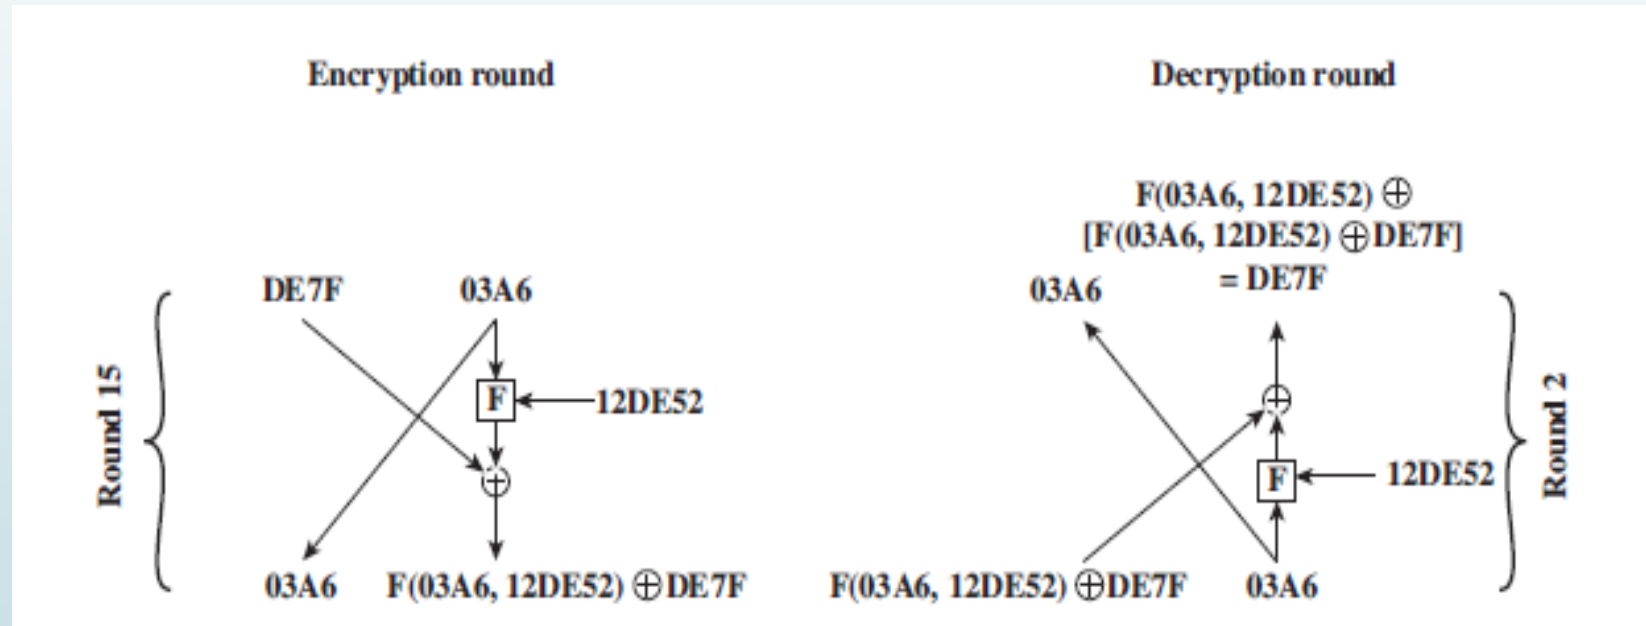 Encryption round
Decryption round
F(03A6, 12DE52) ⊕
[F(03A6, 12DE52) ⊕DE7F]
= DE7F
DE7F 03A6
03A6
Round 15
F
12DE52
F
12DE52
Round 2
03A6 F(03A6, 12DE52) ⊕DE7F
F(03A6, 12DE52) ⊕DE7F 03A6